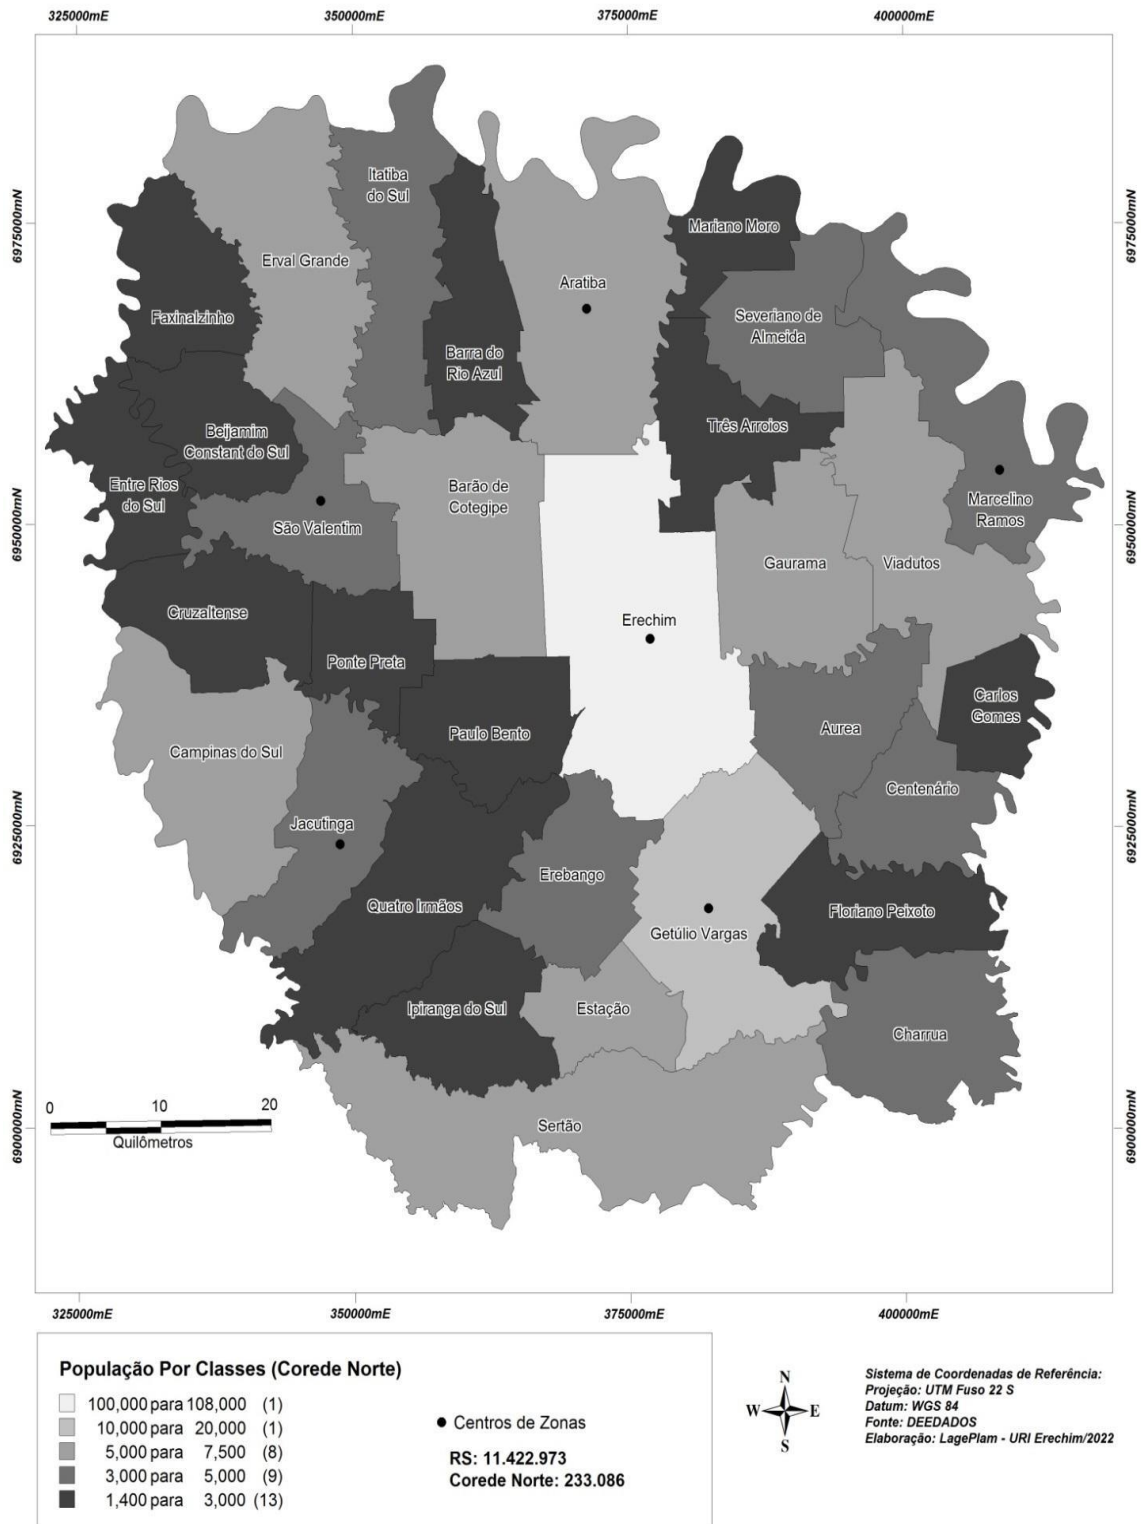 325000mE 350000mE 375000mE 400000mE
6975000mN
6975000mN
Itatiba
do Sul
Mariano Moro
Erval Grande
Aratiba
Faxinalzinho
Severiano de
Almeida
Barra do
Rio Azul
Três Arroios
Beijamim
Constant do Sul
Entre Rios
do Sul
Barão de
Cotegipe
São Valentim
Marcelino
Ramos
6950000mN
6950000mN
Gaurama
Viadutos
Cruzaltense
Erechim
Ponte Preta
Carlos
Gomes
Paulo Bento
Aurea
Campinas do Sul
Centenário
Jacutinga
6925000mN
6925000mN
Erebango
Quatro Irmãos
Floriano Peixoto
Getúlio Vargas
Ipiranga do Sul
Estação
Charrua
0 10 20
Quilômetros
Sertão
6900000mN
6900000mN
325000mE 350000mE 375000mE 400000mE
População Por Classes (Corede Norte)
100,000 para 108,000 (1)
10,000 para 20,000 (1)
5,000 para 7,500 (8)
3,000 para 5,000 (9)
1,400 para 3,000 (13)
Centros de Zonas
RS: 11.422.973
Corede Norte: 233.086
N
W E
S
Sistema de Coordenadas de Referência:
Projeção: UTM Fuso 22 S
Datum: WGS 84
Fonte: DEEDADOS
Elaboração: LagePlam - URI Erechim/2022